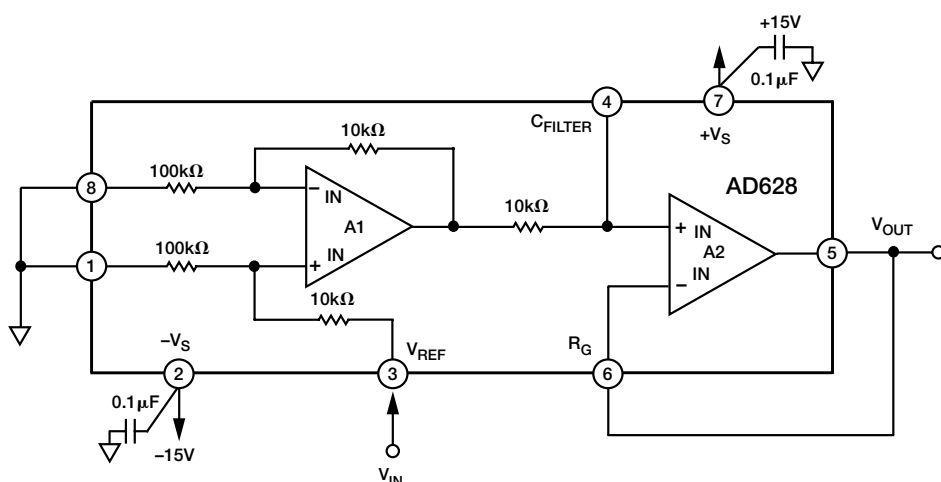 +15V
0.1μF
7
+VS
4
CFILTER
10kΩ
100kΩ
8
–
IN
A1
IN
+
AD628
10kΩ
+
IN
A2
IN
–
VOUT
5
100kΩ
1
10kΩ
–VS
2
VREF
3
RG
6
0.1μF
–15V
VIN